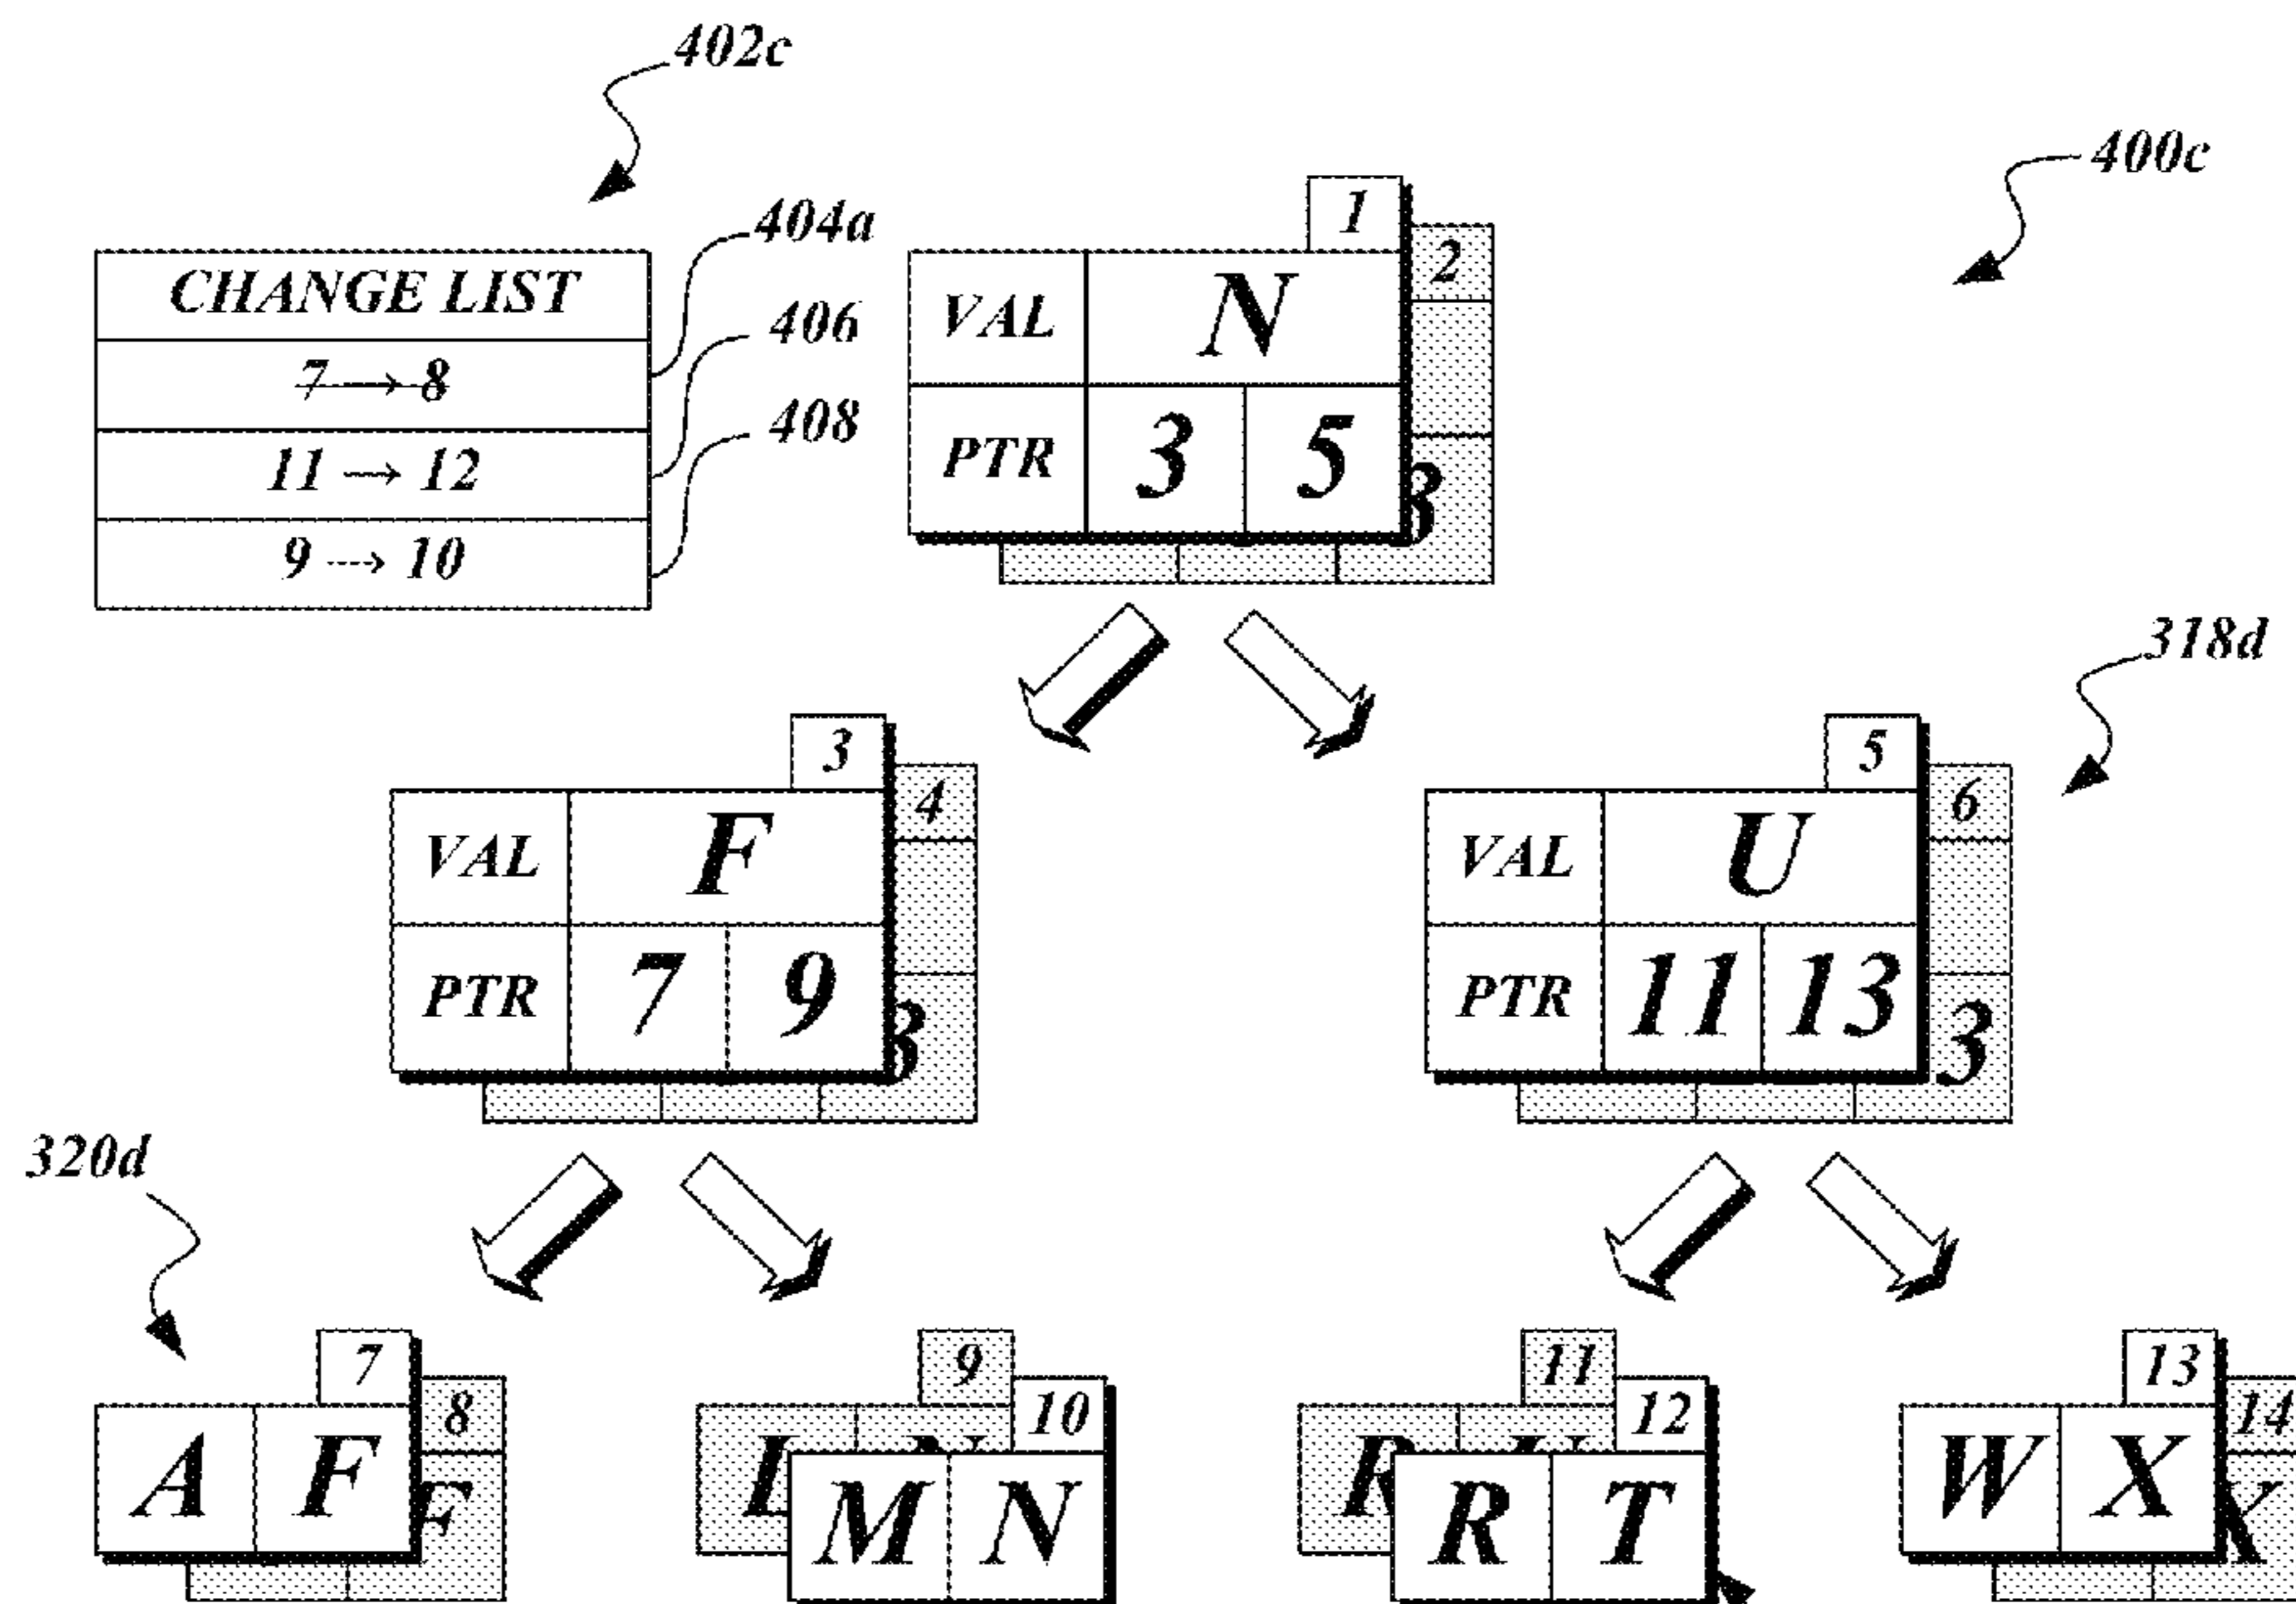 402c
400c
404a
CHANGE LIST
7 → 8
406
11 → 12
408
9 → 10
1
2
VAL N
PTR 3 5
3
318d
3
4
VAL F
PTR 7 9
3
5
6
VAL U
PTR 11 13
3
320d
7
8
A F
F
9
10
L N
M N
11
12
R
R T
13
14
W X
X